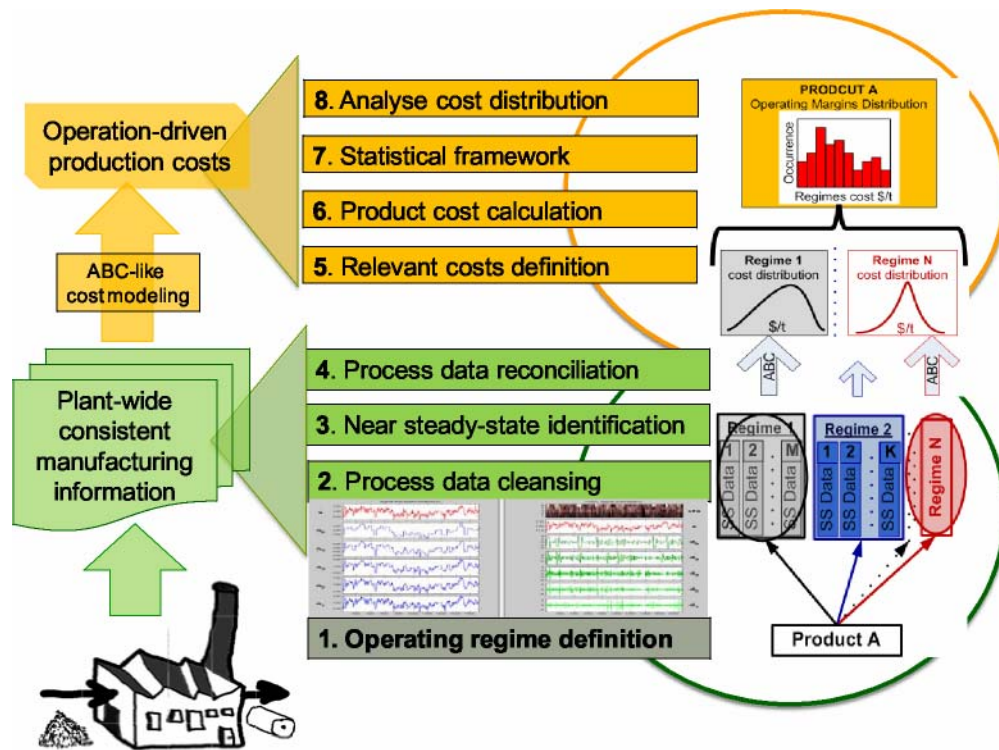 8. Analyse cost distribution
7. Statistical framework
6. Product cost calculation
5. Relevant costs definition
Operation-driven
production costs
ABC-like
cost modeling
4. Process data reconciliation
3. Near steady-state identification
2. Process data cleansing
1. Operating regime definition
Plant-wide
consistent
manufacturing
information
PRODCUT A
Operating Margins Distribution
Occurrence
Regimes cost $/t
Regime 1
cost distribution
$/t
Regime N
cost distribution
$/t
ABC
ABC
Regime 1
1 2 M
SS Data
SS Data
SS Data
Regime 2
1 2 K
SS Data
SS Data
SS Data
Regime N
Product A